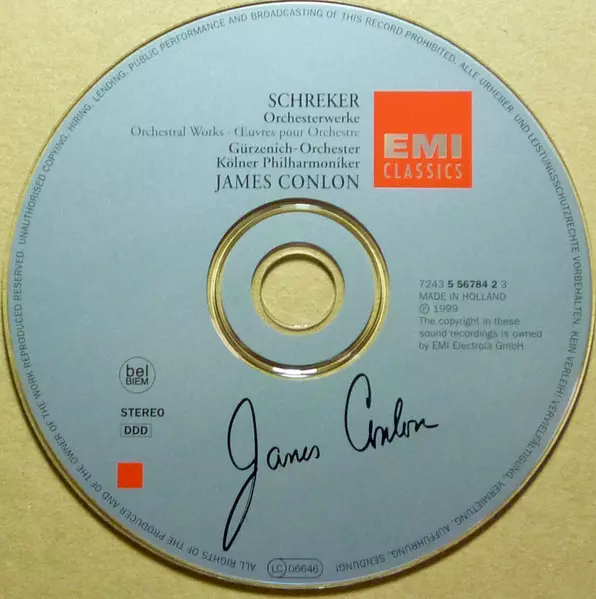 SCHREKER
Orchesterwerke
Orchestral Works · Œuvres pour Orchestre
Gürzenich-Orchester
Kölner Philharmoniker
JAMES CONLON
EMI
CLASSICS
7243 5 56784 2 3
MADE IN HOLLAND
℗ 1999
The copyright in these
sound recordings is owned
by EMI Electrola GmbH
bel
BIEM
STEREO
DDD
James Conlon
LC 06646
ALL RIGHTS OF THE PRODUCER AND OF THE OWNER OF THE WORK REPRODUCED RESERVED. UNAUTHORISED COPYING, HIRING, LENDING, PUBLIC PERFORMANCE AND BROADCASTING OF THIS RECORD PROHIBITED. ALLE URHEBER- UND LEISTUNGSSCHUTZRECHTE VORBEHALTEN. KEIN VERLEIH! VERVIELFÄLTIGUNG, VERMIETUNG, AUFFÜHRUNG, SENDUNG!